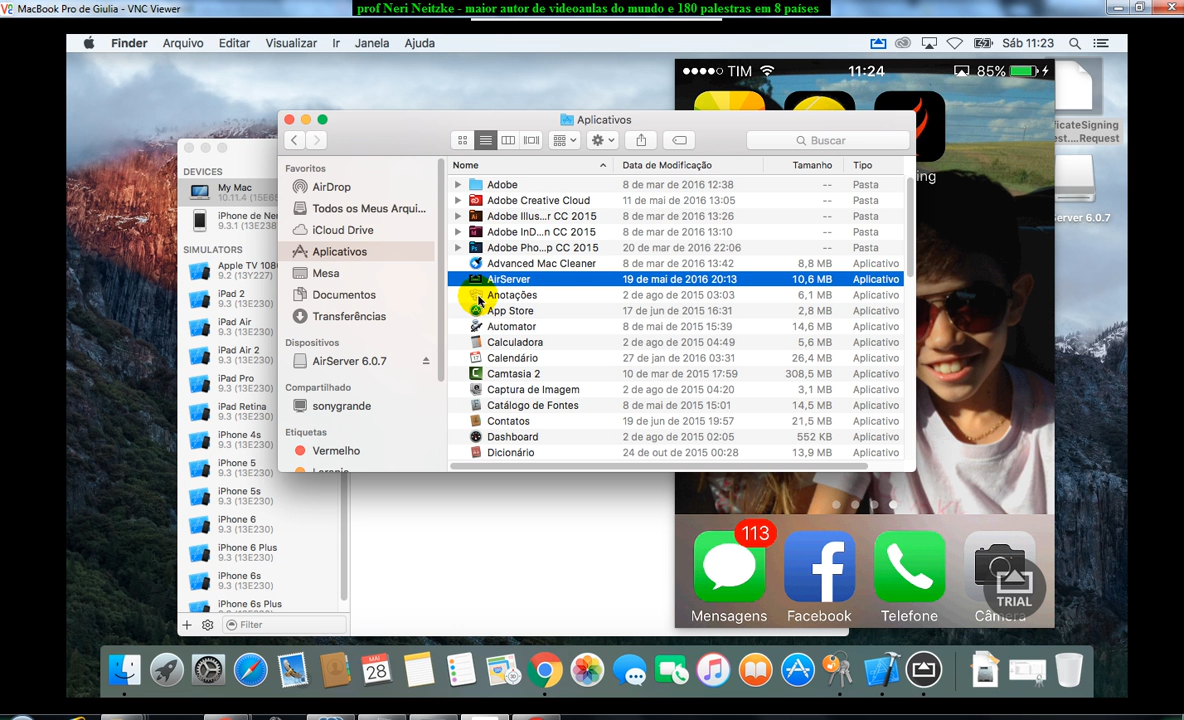 MacBook Pro de Giulia - VNC Viewer
prof Neri Neitzke - maior autor de videoaulas do mundo e 180 palestras em 8 países
Finder Arquivo Editar Visualizar Ir Janela Ajuda
Sáb 11:23
TIM 11:24 85%
Aplicativos
Buscar
Favoritos
AirDrop
Todos os Meus Arqui...
iCloud Drive
Aplicativos
Mesa
Documentos
Transferências
Dispositivos
AirServer 6.0.7
Compartilhado
sonygrande
Etiquetas
Vermelho
Nome Data de Modificação Tamanho Tipo
Adobe 8 de mar de 2016 12:38 -- Pasta
Adobe Creative Cloud 11 de mai de 2016 13:05 -- Pasta
Adobe Illus...r CC 2015 8 de mar de 2016 13:26 -- Pasta
Adobe InD...n CC 2015 8 de mar de 2016 13:10 -- Pasta
Adobe Pho...p CC 2015 20 de mar de 2016 22:06 -- Pasta
Advanced Mac Cleaner 8 de mar de 2016 13:42 8,8 MB Aplicativo
AirServer 19 de mai de 2016 20:13 10,6 MB Aplicativo
Anotações 2 de ago de 2015 03:03 6,1 MB Aplicativo
App Store 17 de jun de 2015 16:31 2,8 MB Aplicativo
Automator 8 de mai de 2015 15:39 14,6 MB Aplicativo
Calculadora 2 de ago de 2015 04:49 5,6 MB Aplicativo
Calendário 27 de jan de 2016 03:31 26,4 MB Aplicativo
Camtasia 2 10 de mar de 2015 17:59 308,5 MB Aplicativo
Captura de Imagem 2 de ago de 2015 04:20 3,1 MB Aplicativo
Catálogo de Fontes 8 de mai de 2015 15:01 14,5 MB Aplicativo
Contatos 19 de jun de 2015 19:57 21,5 MB Aplicativo
Dashboard 2 de ago de 2015 02:05 552 KB Aplicativo
Dicionário 24 de out de 2015 00:28 13,9 MB Aplicativo
DEVICES
My Mac
10.11.4 (15E6
iPhone de Ner
9.3.1 (13E238
SIMULATORS
Apple TV 108
9.2 (13Y227)
iPad 2
9.3 (13E230)
iPad Air
9.3 (13E230)
iPad Air 2
9.3 (13E230)
iPad Pro
9.3 (13E230)
iPad Retina
9.3 (13E230)
iPhone 4s
9.3 (13E230)
iPhone 5
9.3 (13E230)
iPhone 5s
9.3 (13E230)
iPhone 6
9.3 (13E230)
iPhone 6 Plus
9.3 (13E230)
iPhone 6s
9.3 (13E230)
iPhone 6s Plus
Filter
ficateSigning
est....Request
Server 6.0.7
ing
113
Mensagens Facebook Telefone Câmera
TRIAL
MAI
28